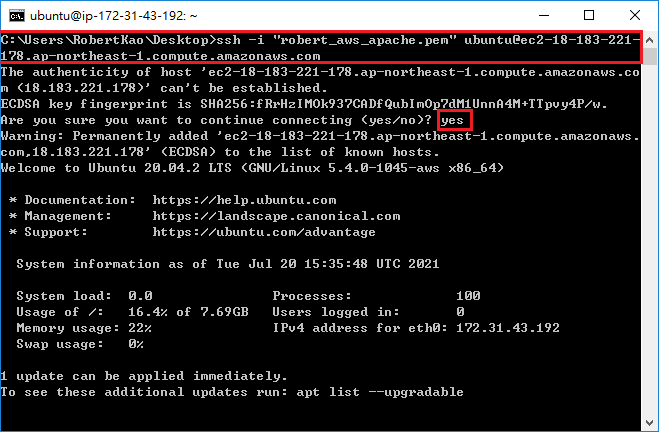 ubuntu@ip-172-31-43-192: ~
C:\Users\RobertKao\Desktop>ssh -i "robert_aws_apache.pem" ubuntu@ec2-18-183-221-
178.ap-northeast-1.compute.amazonaws.com
The authenticity of host 'ec2-18-183-221-178.ap-northeast-1.compute.amazonaws.co
m (18.183.221.178)' can't be established.
ECDSA key fingerprint is SHA256:fRrHzIMOk937CADfQubImOp7dM1UnnA4M+TTpvy4P/w.
Are you sure you want to continue connecting (yes/no)? yes
Warning: Permanently added 'ec2-18-183-221-178.ap-northeast-1.compute.amazonaws.
com,18.183.221.178' (ECDSA) to the list of known hosts.
Welcome to Ubuntu 20.04.2 LTS (GNU/Linux 5.4.0-1045-aws x86_64)
* Documentation:  https://help.ubuntu.com
* Management:     https://landscape.canonical.com
* Support:        https://ubuntu.com/advantage
System information as of Tue Jul 20 15:35:48 2021
System load:  0.0               Processes:             100
Usage of /:   16.4% of 7.69GB   Users logged in:       0
Memory usage: 22%               IPv4 address for eth0: 172.31.43.192
Swap usage:   0%
1 update can be applied immediately.
To see these additional updates run: apt list --upgradable